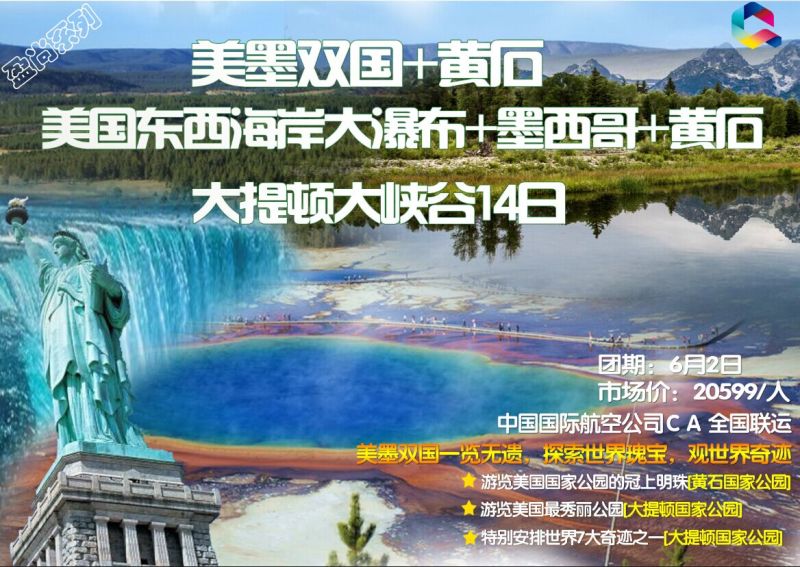 盈尚系列
美墨双国+黄石
美国东西海岸大瀑布+墨西哥+黄石
大提顿大峡谷14日
团期：6月2日
市场价：20599/人
中国国际航空公司CA 全国联运
美墨双国一览无遗，探索世界瑰宝，观世界奇迹
游览美国国家公园的冠上明珠[黄石国家公园]
游览美国最秀丽公园[大提顿国家公园]
特别安排世界7大奇迹之一[大提顿国家公园]